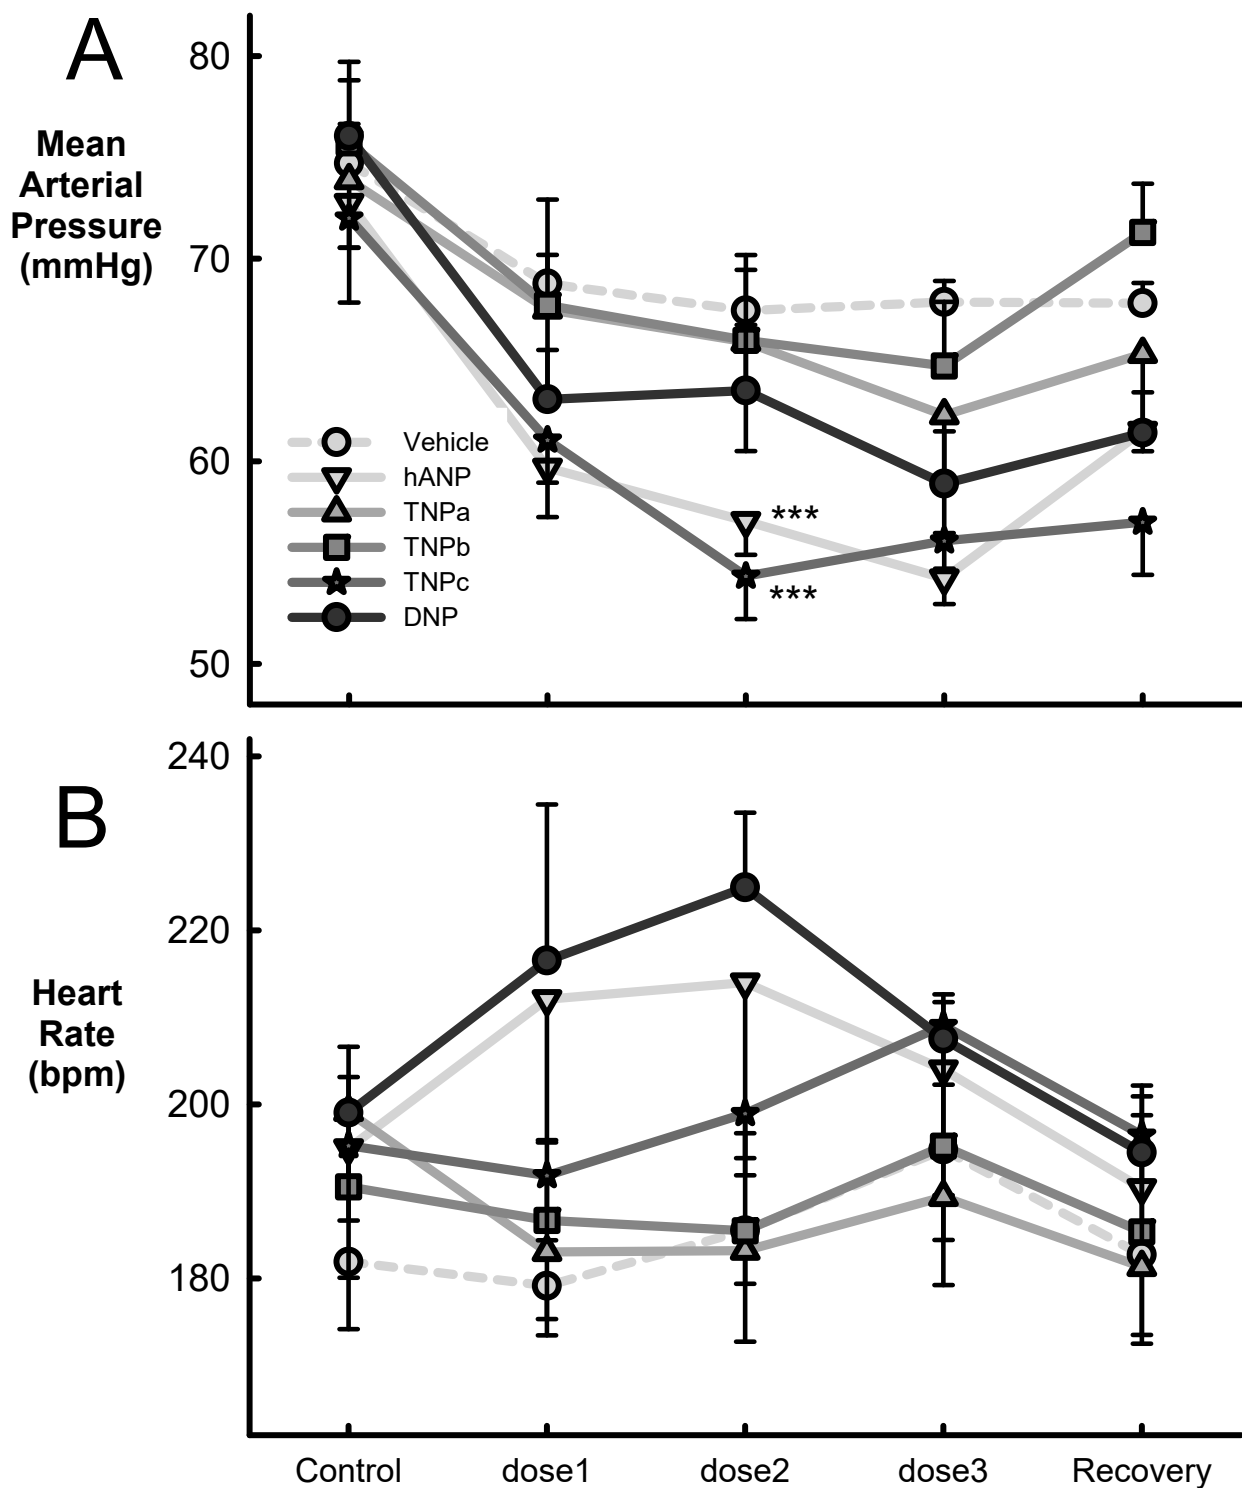 A
Mean
Arterial
Pressure
(mmHg)
80
70
60
50
Vehicle
hANP
TNPa
TNPb
TNPc
DNP
***
***
B
Heart
Rate
(bpm)
240
220
200
180
Control dose1 dose2 dose3 Recovery